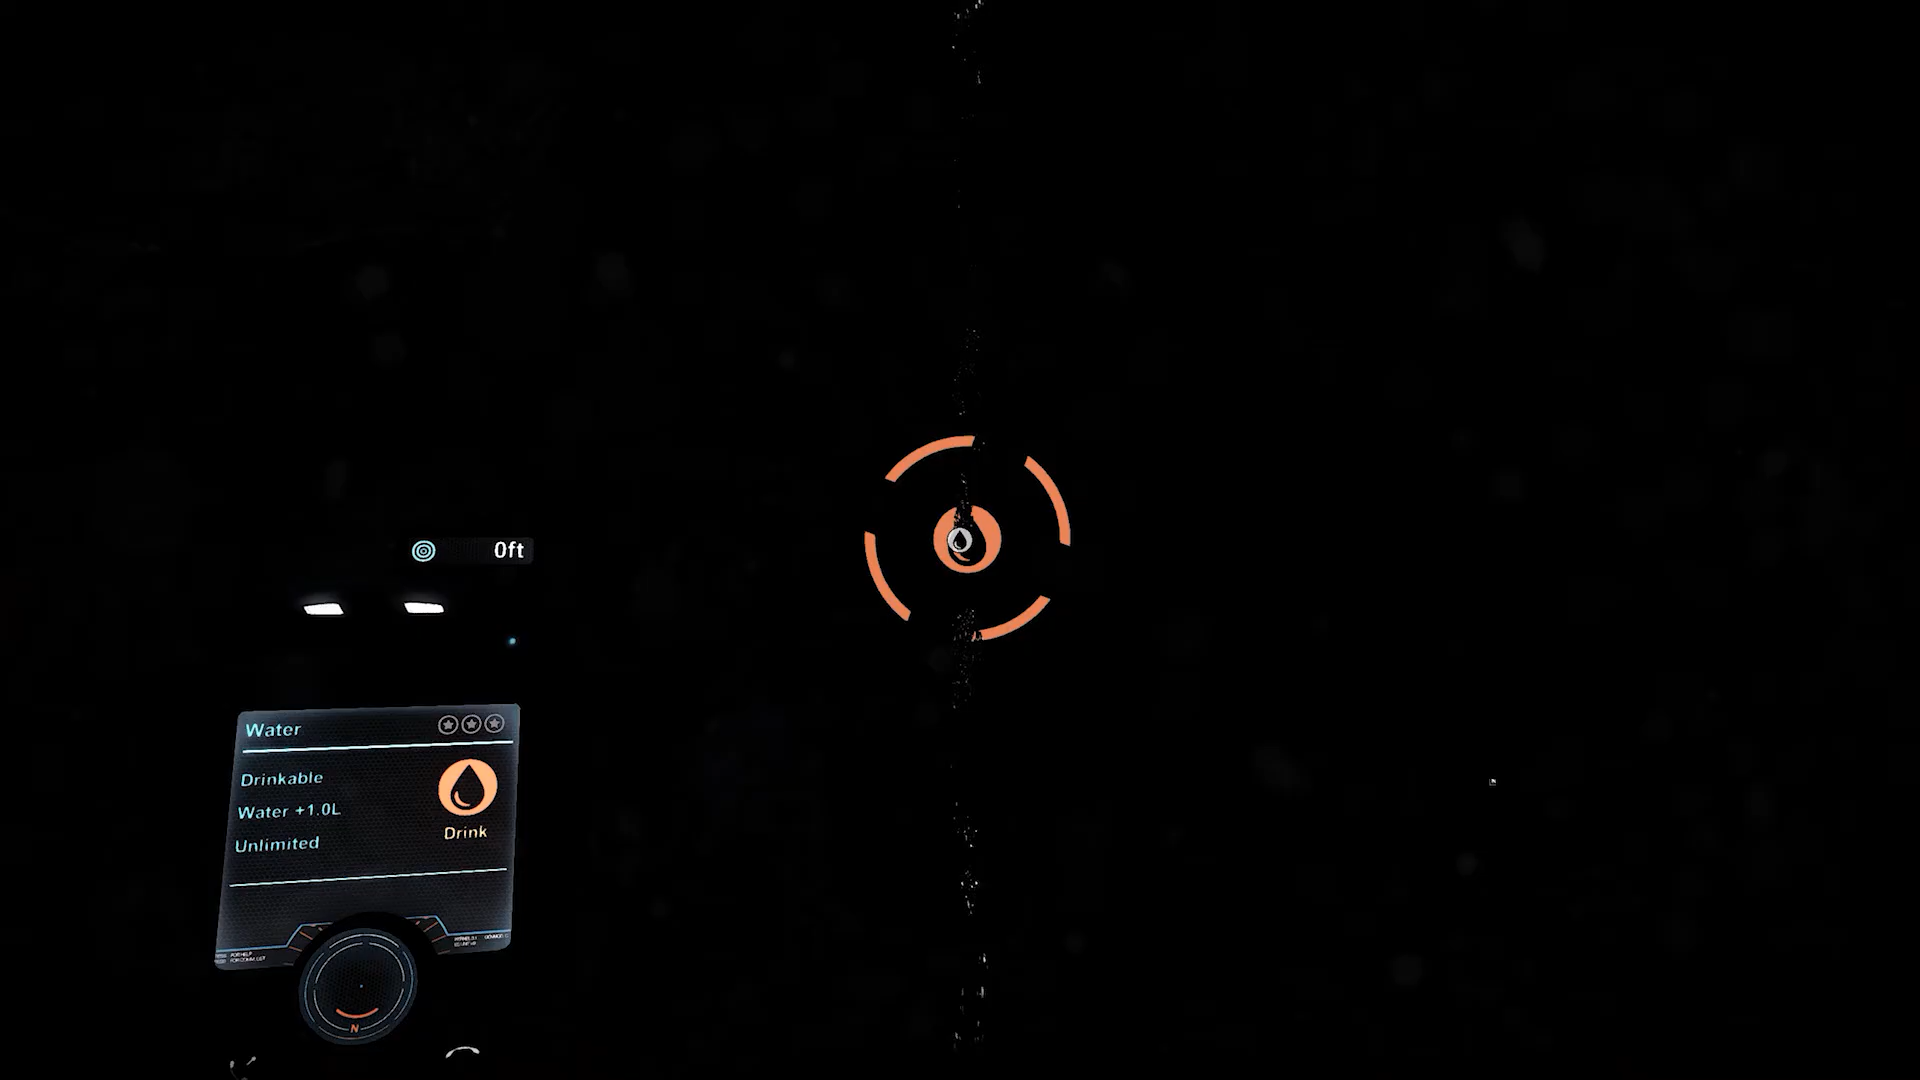 0ft
Water
Drinkable
Water +1.0L
Unlimited
Drink
N